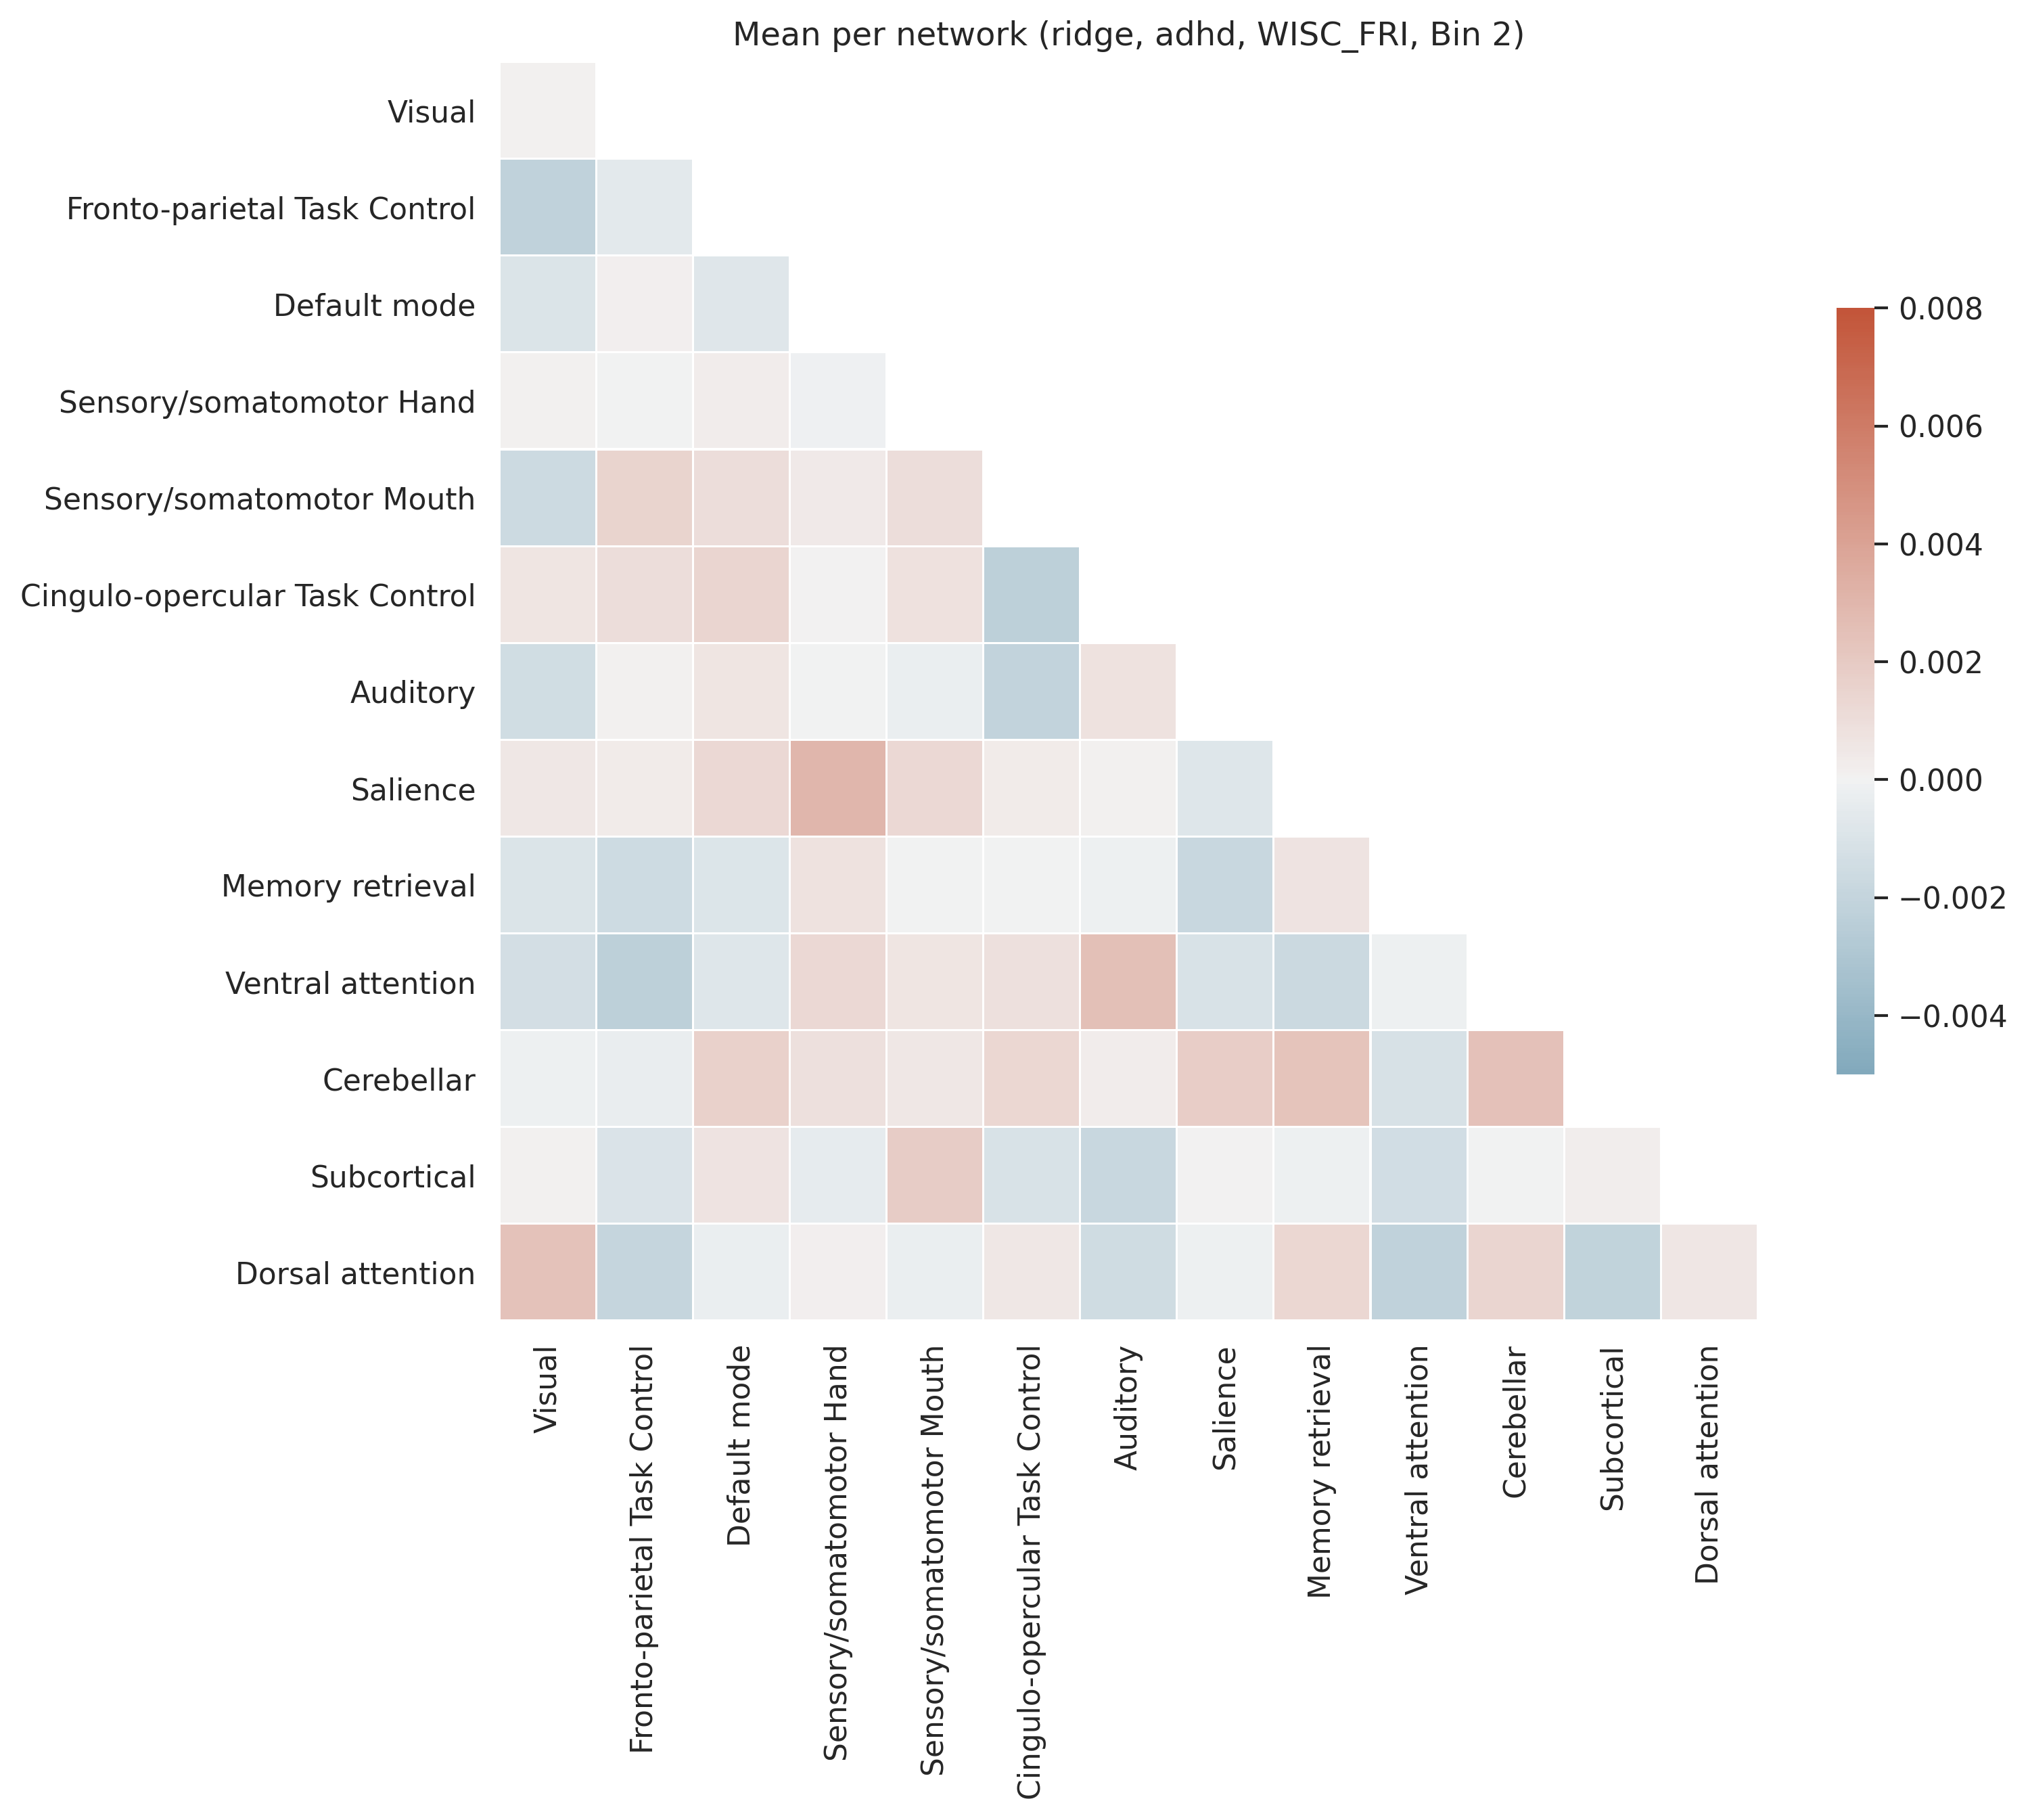 Mean per network (ridge, adhd, WISC_FRI, Bin 2)
Visual
Fronto-parietal Task Control
Default mode
Sensory/somatomotor Hand
Sensory/somatomotor Mouth
Cingulo-opercular Task Control
Auditory
Salience
Memory retrieval
Ventral attention
Cerebellar
Subcortical
Dorsal attention
Visual
Fronto-parietal Task Control
Default mode
Sensory/somatomotor Hand
Sensory/somatomotor Mouth
Cingulo-opercular Task Control
Auditory
Salience
Memory retrieval
Ventral attention
Cerebellar
Subcortical
Dorsal attention
0.008
0.006
0.004
0.002
0.000
−0.002
−0.004